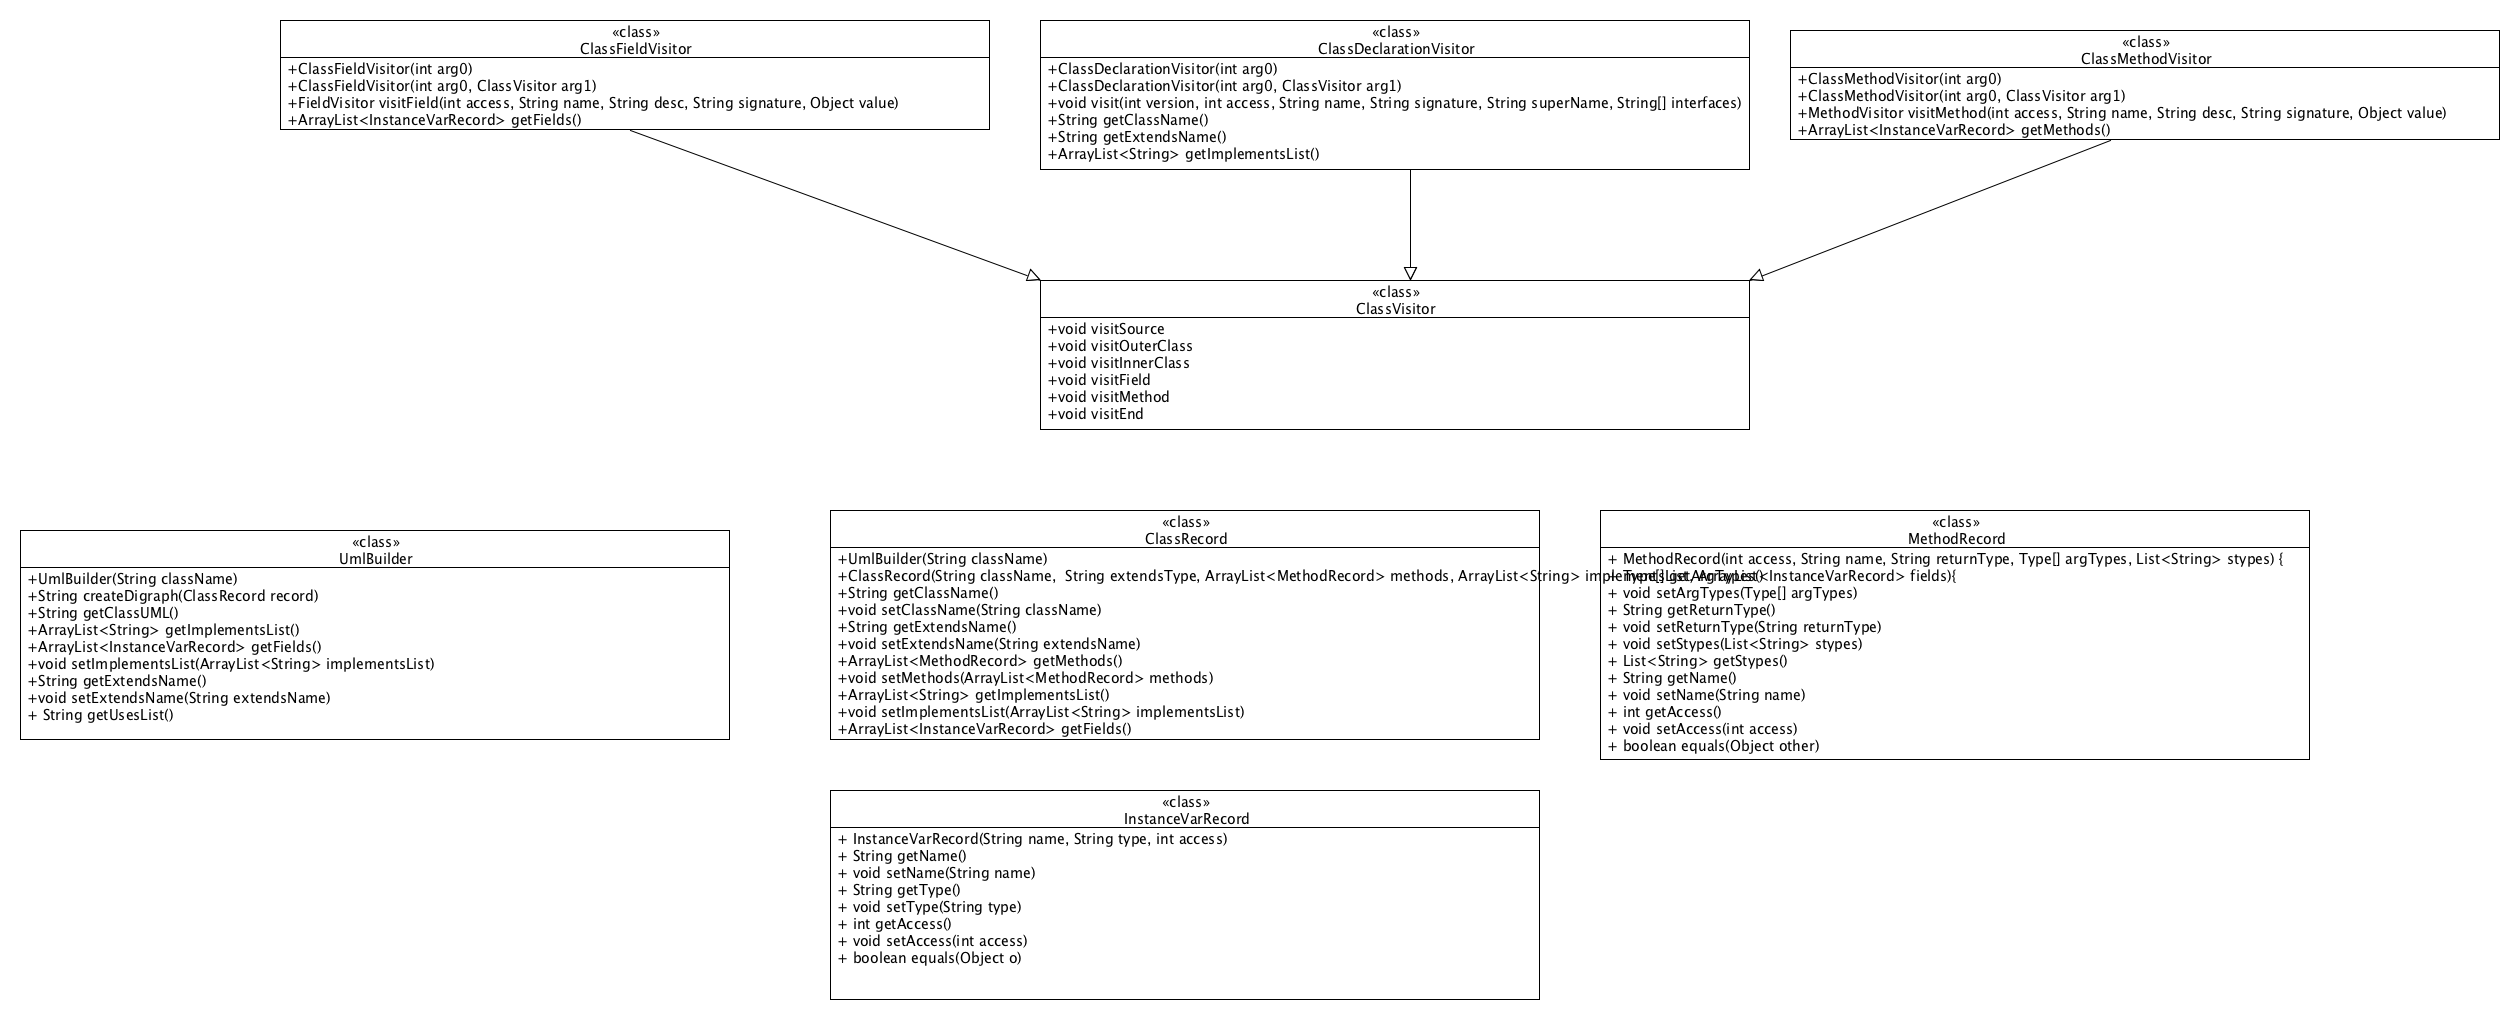 «class»
ClassFieldVisitor
+ClassFieldVisitor(int arg0)
+ClassFieldVisitor(int arg0, ClassVisitor arg1)
+FieldVisitor visitField(int access, String name, String desc, String signature, Object value)
+ArrayList<InstanceVarRecord> getFields()
«class»
ClassDeclarationVisitor
+ClassDeclarationVisitor(int arg0)
+ClassDeclarationVisitor(int arg0, ClassVisitor arg1)
+void visit(int version, int access, String name, String signature, String superName, String[] interfaces)
+String getClassName()
+String getExtendsName()
+ArrayList<String> getImplementsList()
«class»
ClassMethodVisitor
+ClassMethodVisitor(int arg0)
+ClassMethodVisitor(int arg0, ClassVisitor arg1)
+MethodVisitor visitMethod(int access, String name, String desc, String signature, Object value)
+ArrayList<InstanceVarRecord> getMethods()
«class»
ClassVisitor
+void visitSource
+void visitOuterClass
+void visitInnerClass
+void visitField
+void visitMethod
+void visitEnd
«class»
UmlBuilder
+UmlBuilder(String className)
+String createDigraph(ClassRecord record)
+String getClassUML()
+ArrayList<String> getImplementsList()
+ArrayList<InstanceVarRecord> getFields()
+void setImplementsList(ArrayList<String> implementsList)
+String getExtendsName()
+void setExtendsName(String extendsName)
+ String getUsesList()
«class»
ClassRecord
+UmlBuilder(String className)
+ClassRecord(String className,  String extendsType, ArrayList<MethodRecord> methods, ArrayList<String> implementsList, ArrayList<InstanceVarRecord> fields){
+String getClassName()
+void setClassName(String className)
+String getExtendsName()
+void setExtendsName(String extendsName)
+ArrayList<MethodRecord> getMethods()
+void setMethods(ArrayList<MethodRecord> methods)
+ArrayList<String> getImplementsList()
+void setImplementsList(ArrayList<String> implementsList)
+ArrayList<InstanceVarRecord> getFields()
«class»
MethodRecord
+ MethodRecord(int access, String name, String returnType, Type[] argTypes, List<String> stypes) {
+ Type[] getArgTypes()
+ void setArgTypes(Type[] argTypes)
+ String getReturnType()
+ void setReturnType(String returnType)
+ void setStypes(List<String> stypes)
+ List<String> getStypes()
+ String getName()
+ void setName(String name)
+ int getAccess()
+ void setAccess(int access)
+ boolean equals(Object other)
«class»
InstanceVarRecord
+ InstanceVarRecord(String name, String type, int access)
+ String getName()
+ void setName(String name)
+ String getType()
+ void setType(String type)
+ int getAccess()
+ void setAccess(int access)
+ boolean equals(Object o)